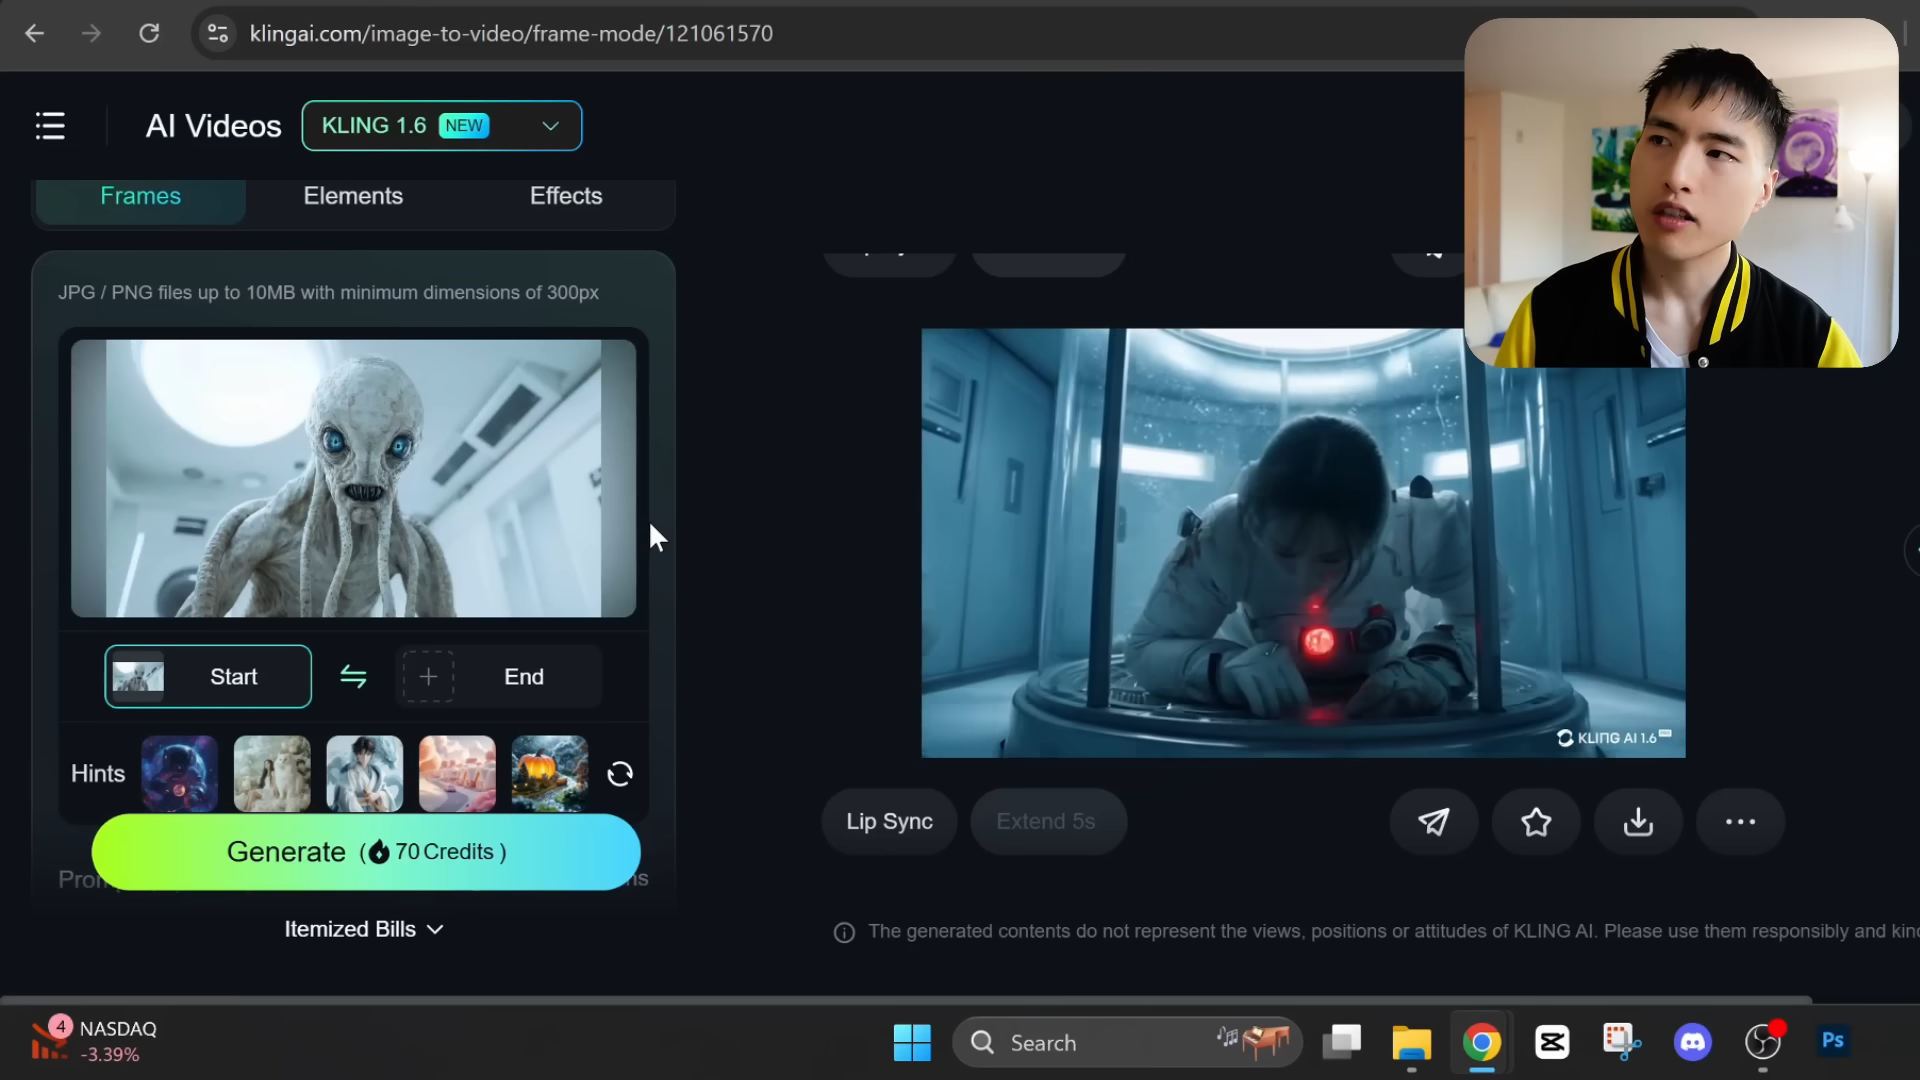 klingai.com/image-to-video/frame-mode/121061570
AI Videos
KLING 1.6 NEW
Frames
Elements
Effects
JPG / PNG files up to 10MB with minimum dimensions of 300px
Start
End
Hints
Generate ( 70 Credits )
Itemized Bills
KLING AI 1.6
Lip Sync
Extend 5s
The generated contents do not represent the views, positions or attitudes of KLING AI. Please use them responsibly and kin
4
NASDAQ
-3.39%
Search
Ps